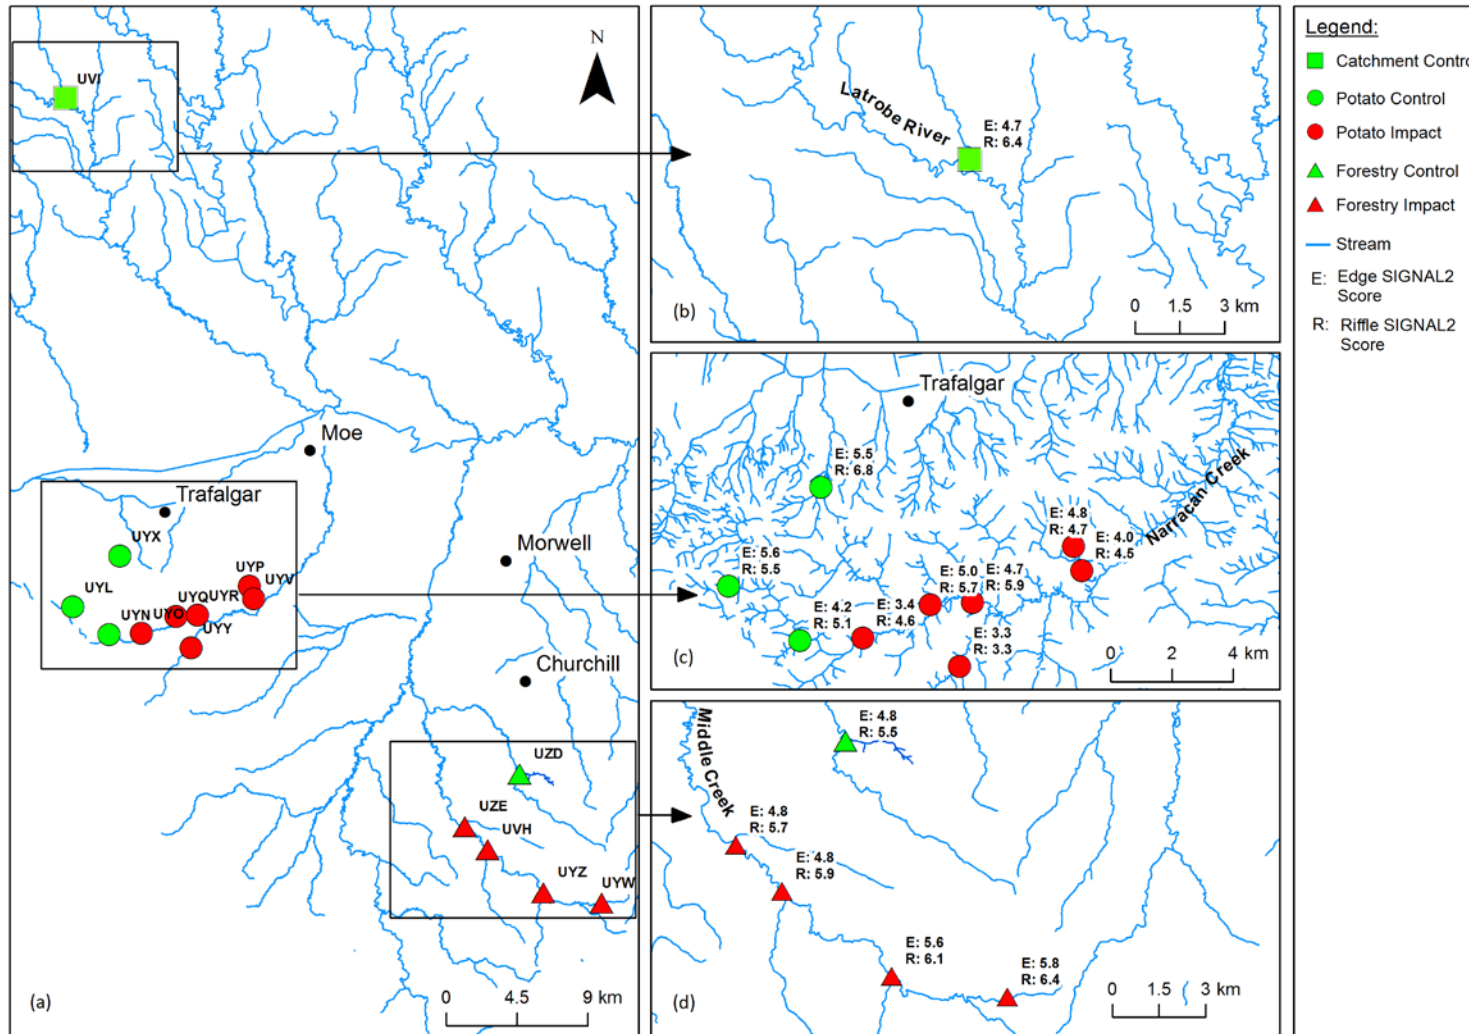 UVI
N
Moe
Trafalgar
UYX
UYL
UYP
UYV
UYQ
UYR
UYN
UYO
UYY
Morwell
Churchill
UZD
UZE
UVH
UYZ
UYW
(a)
0 4.5 9 km
Latrobe River
E: 4.7
R: 6.4
(b)
0 1.5 3 km
Trafalgar
E: 5.5
R: 6.8
Narracan Creek
E: 4.8
R: 4.7
E: 4.0
R: 4.5
E: 5.6
R: 5.5
E: 5.0
R: 5.7
E: 4.7
R: 5.9
E: 4.2
R: 5.1
E: 3.4
R: 4.6
E: 3.3
R: 3.3
(c)
0 2 4 km
Middle Creek
E: 4.8
R: 5.5
E: 4.8
R: 5.7
E: 4.8
R: 5.9
E: 5.6
R: 6.1
E: 5.8
R: 6.4
(d)
0 1.5 3 km
Legend:
Catchment Contro
Potato Control
Potato Impact
Forestry Control
Forestry Impact
Stream
E: Edge SIGNAL2
Score
R: Riffle SIGNAL2
Score